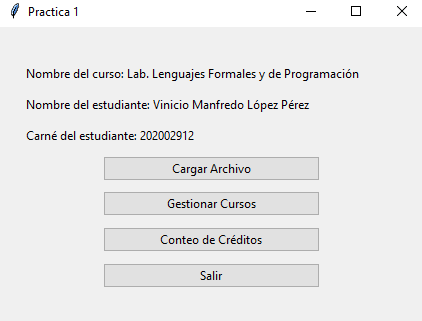 Practica 1
Nombre del curso: Lab. Lenguajes Formales y de Programación
Nombre del estudiante: Vinicio Manfredo López Pérez
Carné del estudiante: 202002912
Cargar Archivo
Gestionar Cursos
Conteo de Créditos
Salir